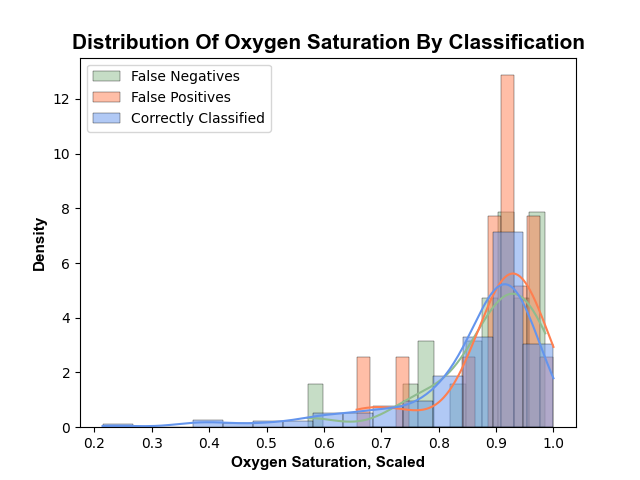 Distribution Of Oxygen Saturation By Classification
False Negatives
False Positives
Correctly Classified
12
10
8
6
4
2
0
Density
0.2 0.3 0.4 0.5 0.6 0.7 0.8 0.9 1.0
Oxygen Saturation, Scaled